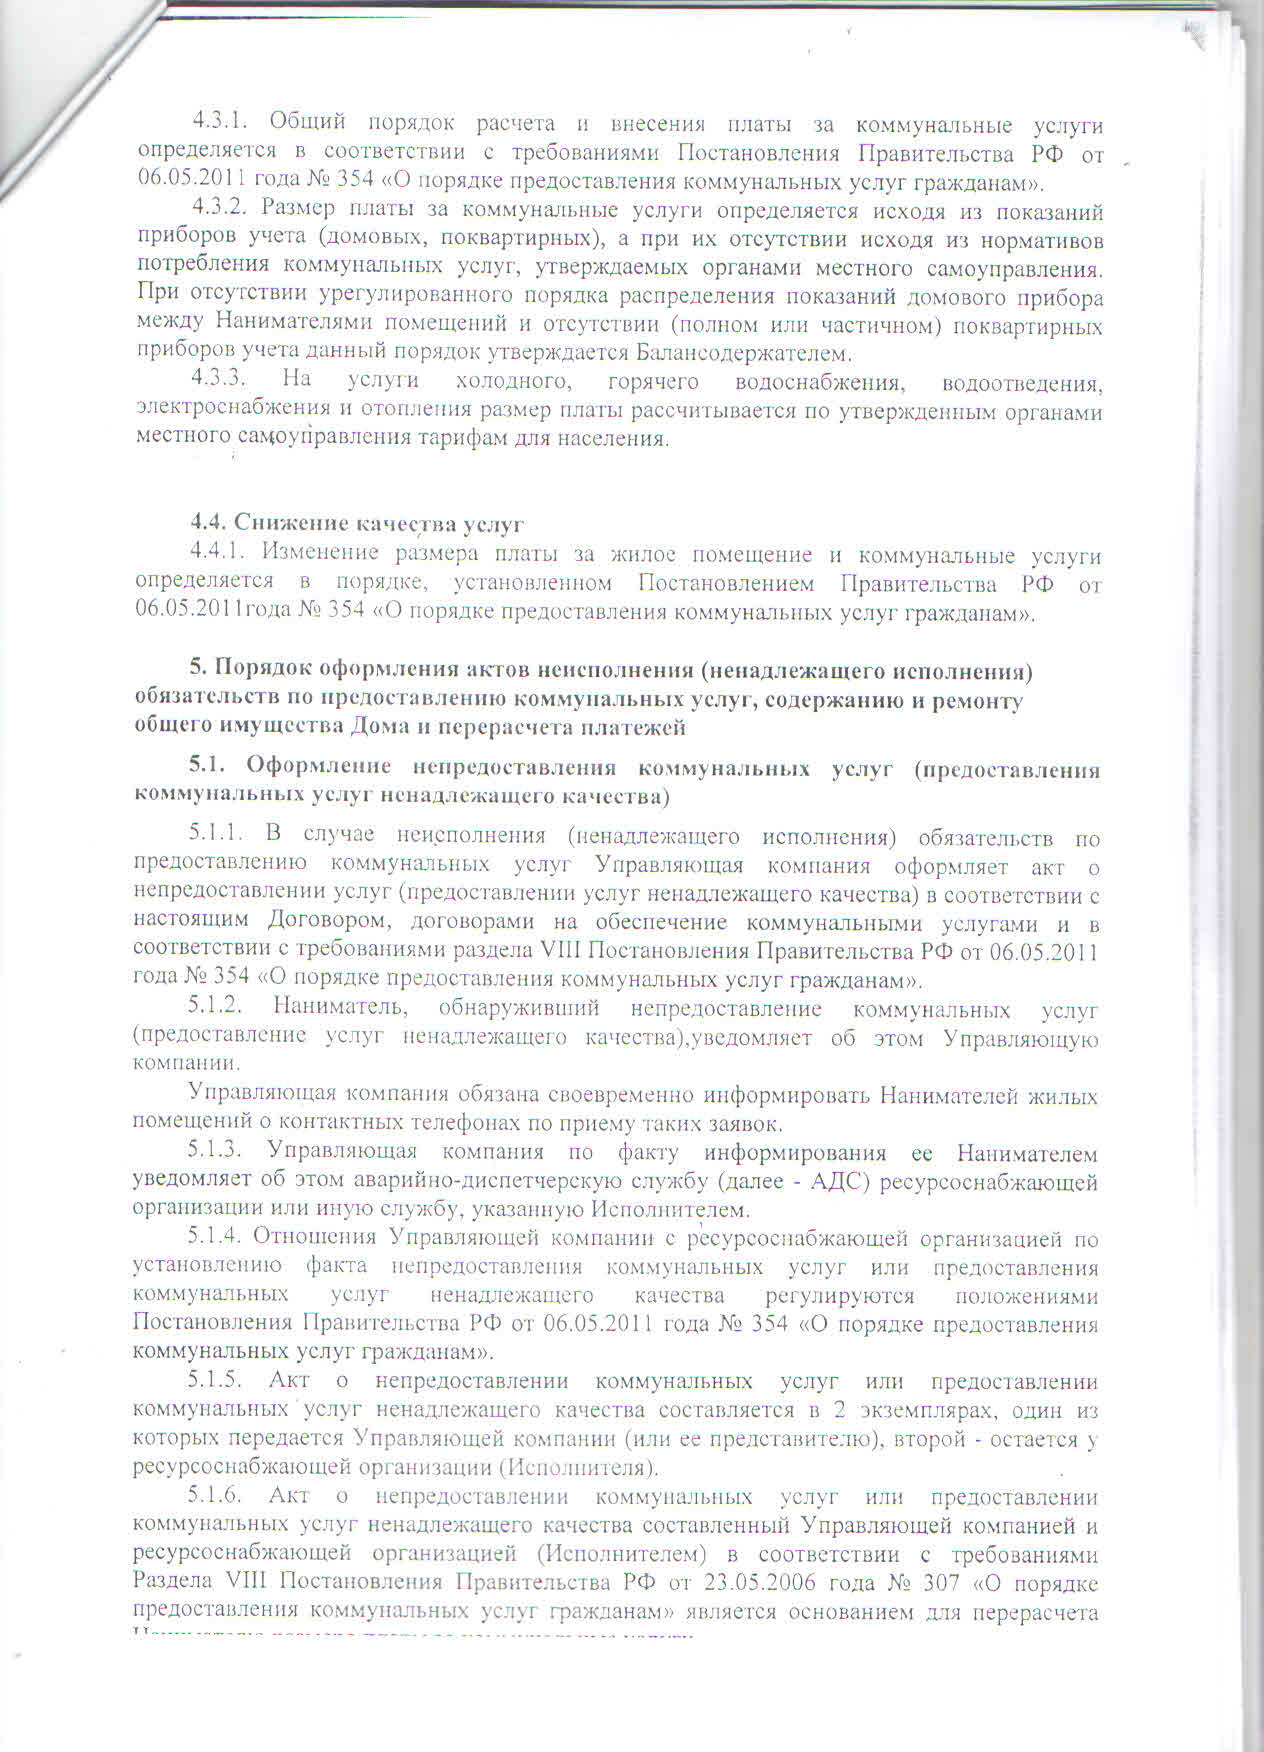 4.3.1. Общий порядок расчета и внесения платы за коммунальные услуги
определяется в соответствии с требованиями Постановления Правительства РФ от
06.05.2011 года № 354 «О порядке предоставления коммунальных услуг гражданам».
4.3.2. Размер платы за коммунальные услуги определяется исходя из показаний
приборов учета (домовых, поквартирных), а при их отсутствии исходя из нормативов
потребления коммунальных услуг, утверждаемых органами местного самоуправления.
При отсутствии урегулированного порядка распределения показаний домового прибора
между Нанимателями помещений и отсутствии (полном или частичном) поквартирных
приборов учета данный порядок утверждается Балансодержателем.
4.3.3. На услуги холодного, горячего водоснабжения, водоотведения,
электроснабжения и отопления размер платы рассчитывается по утвержденным органами
местного самоуправления тарифам для населения.
4.4. Снижение качества услуг
4.4.1. Изменение размера платы за жилое помещение и коммунальные услуги
определяется в порядке, установленном Постановлением Правительства РФ от
06.05.2011года № 354 «О порядке предоставления коммунальных услуг гражданам».
5. Порядок оформления актов неисполнения (ненадлежащего исполнения)
обязательств по предоставлению коммунальных услуг, содержанию и ремонту
общего имущества Дома и перерасчета платежей
5.1. Оформление непредоставления коммунальных услуг (предоставления
коммунальных услуг ненадлежащего качества)
5.1.1. В случае неисполнения (ненадлежащего исполнения) обязательств по
предоставлению коммунальных услуг Управляющая компания оформляет акт о
непредоставлении услуг (предоставлении услуг ненадлежащего качества) в соответствии с
настоящим Договором, договорами на обеспечение коммунальными услугами и в
соответствии с требованиями раздела VIII Постановления Правительства РФ от 06.05.2011
года № 354 «О порядке предоставления коммунальных услуг гражданам».
5.1.2. Наниматель, обнаруживший непредоставление коммунальных услуг
(предоставление услуг ненадлежащего качества),уведомляет об этом Управляющую
компании.
Управляющая компания обязана своевременно информировать Нанимателей жилых
помещений о контактных телефонах по приему таких заявок.
5.1.3. Управляющая компания по факту информирования ее Нанимателем
уведомляет об этом аварийно-диспетчерскую службу (далее - АДС) ресурсоснабжающей
организации или иную службу, указанную Исполнителем.
5.1.4. Отношения Управляющей компании с ресурсоснабжающей организацией по
установлению факта непредоставления коммунальных услуг или предоставления
коммунальных услуг ненадлежащего качества регулируются положениями
Постановления Правительства РФ от 06.05.2011 года № 354 «О порядке предоставления
коммунальных услуг гражданам».
5.1.5. Акт о непредоставлении коммунальных услуг или предоставлении
коммунальных услуг ненадлежащего качества составляется в 2 экземплярах, один из
которых передается Управляющей компании (или ее представителю), второй - остается у
ресурсоснабжающей организации (Исполнителя).
5.1.6. Акт о непредоставлении коммунальных услуг или предоставлении
коммунальных услуг ненадлежащего качества составленный Управляющей компанией и
ресурсоснабжающей организацией (Исполнителем) в соответствии с требованиями
Раздела VIII Постановления Правительства РФ от 23.05.2006 года № 307 «О порядке
предоставления коммунальных услуг гражданам» является основанием для перерасчета